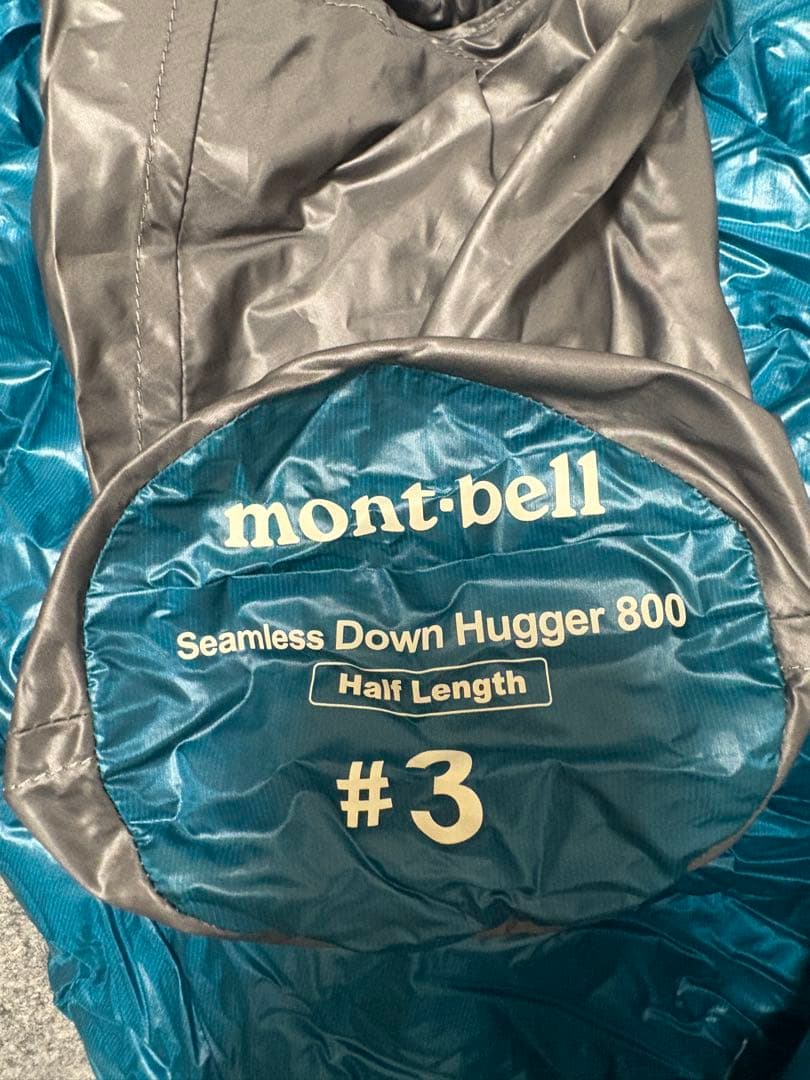 mont-bell
Seamless Down Hugger 800
Half Length
#3